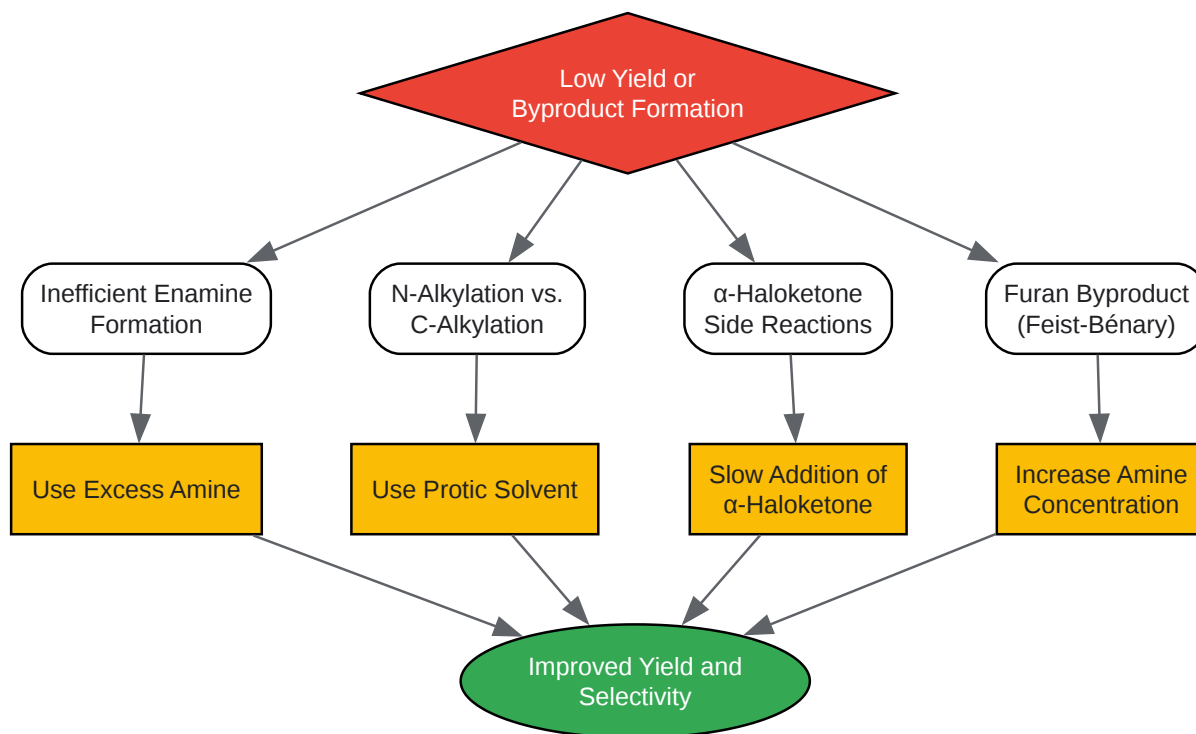 Low Yield or
Byproduct Formation
Inefficient Enamine
Formation
N-Alkylation vs.
C-Alkylation
α-Haloketone
Side Reactions
Furan Byproduct
(Feist-Bénary)
Use Excess Amine
Use Protic Solvent
Slow Addition of
α-Haloketone
Increase Amine
Concentration
Improved Yield and
Selectivity